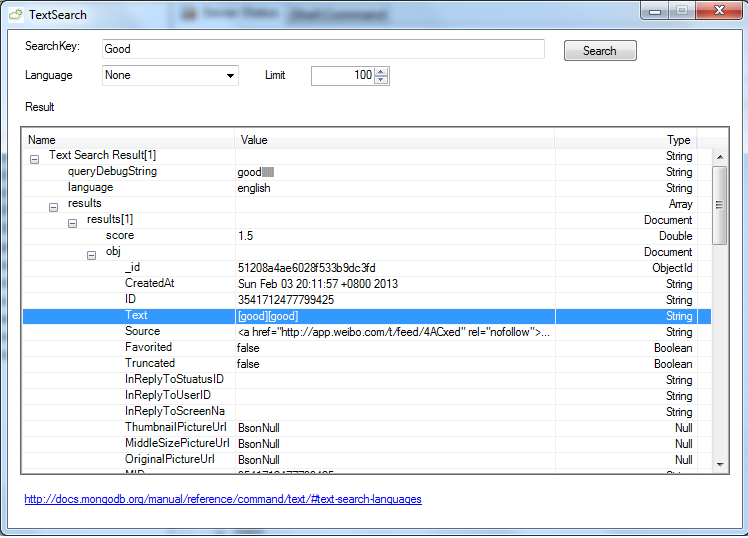 TextSearch
SearchKey:
Good
Search
Language
None
Limit
100
Result
Name Value Type
Text Search Result[1] String
queryDebugString good String
language english String
results Array
results[1] Document
score 1.5 Double
obj Document
_id 51208a4ae6028f533b9dc3fd ObjectId
CreatedAt Sun Feb 03 20:11:57 +0800 2013 String
ID 3541712477799425 String
Text [good][good] String
Source <a href="http://app.weibo.com/t/feed/4ACxed" rel="nofollow">... String
Favorited false Boolean
Truncated false Boolean
InReplyToStuatusID String
InReplyToUserID String
InReplyToScreenNa String
ThumbnailPictureUrl BsonNull Null
MiddleSizePictureUrl BsonNull Null
OriginalPictureUrl BsonNull Null
http://docs.mongodb.org/manual/reference/command/text/#text-search-languages